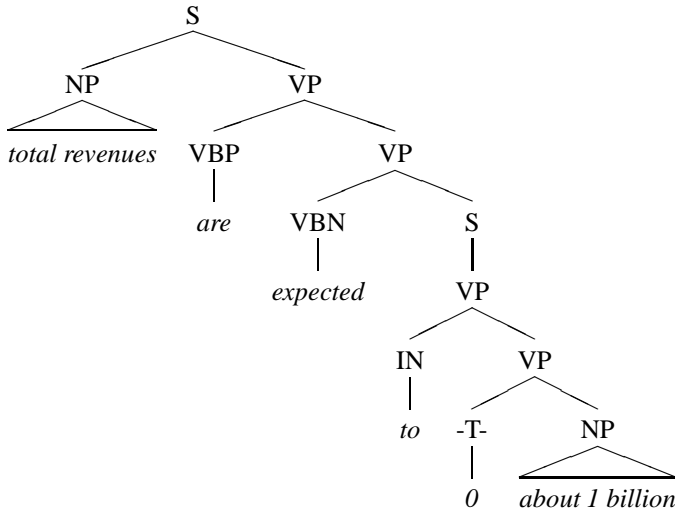 S
NP VP
total revenues VBP VP
are VBN S
expected VP
IN VP
to -T- NP
0 about 1 billion